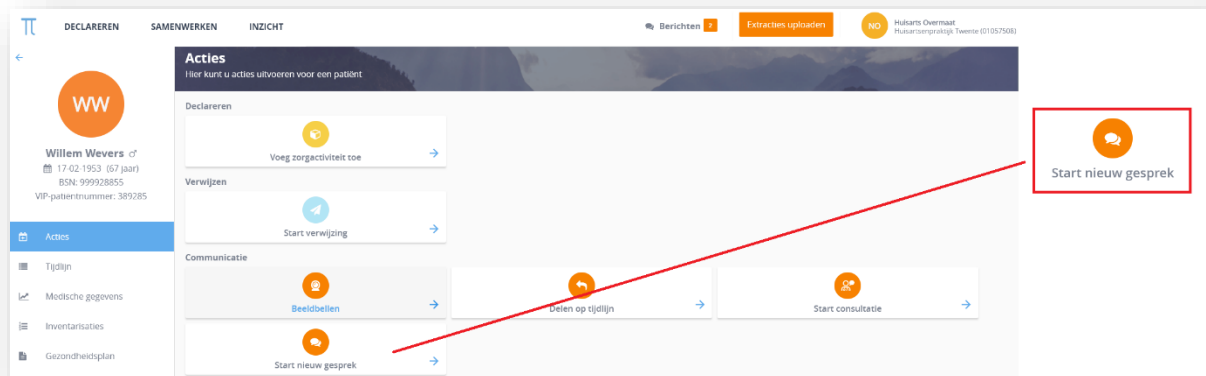 DECLAREREN SAMENWERKEN INZICHT Berichten 2 Extracties uploaden NO Huisarts Overmaat
Huisartsenpraktijk Twente (01057508)
WW
Willem Wevers
17-02-1953 (67 jaar)
BSN: 999928855
VIP-patientnummer: 389285
Acties
Tijdlijn
Medische gegevens
Inventarisaties
Gezondheidsplan
Acties
Hier kunt u acties uitvoeren voor een patiënt
Declareren
Voeg zorgactiviteit toe
Verwijzen
Start verwijzing
Communicatie
Beeldbellen
Delen op tijdlijn
Start consultatie
Start nieuw gesprek
Start nieuw gesprek